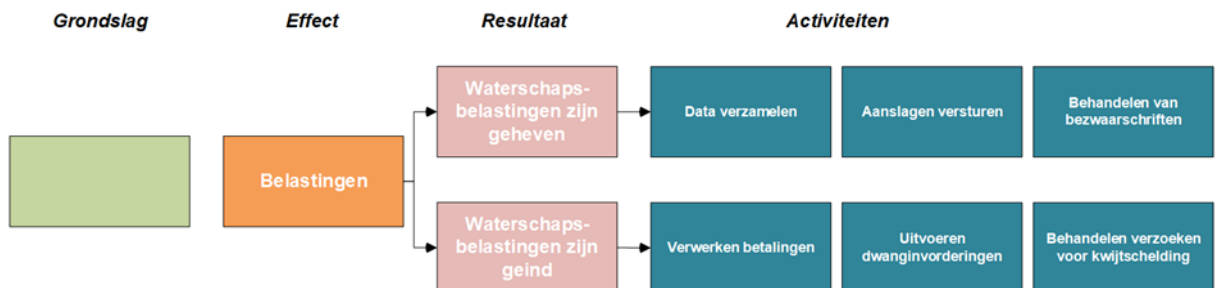 Grondslag Effect Resultaat Activiteiten
Belastingen
Waterschaps-
belastingen zijn
geheven
Data verzamelen
Aanslagen versturen
Behandelen van
bezwaarschriften
Waterschaps-
belastingen zijn
geind
Verwerken betalingen
Uitvoeren
dwanginvorderingen
Behandelen verzoeken
voor kwijtschelding